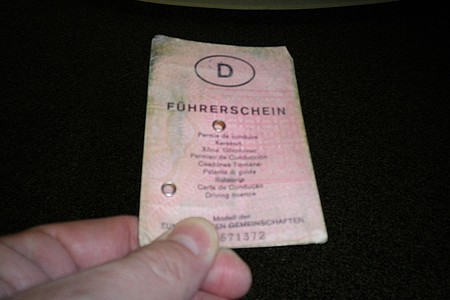 D
FÜHRERSCHEIN
Permis de conduire
Kørekort
Permiso de Conducción
Patente di guida
Rijbewijs
Carta de Condução
Driving licence
Modell der
GEMEINSCHAFTEN
571372